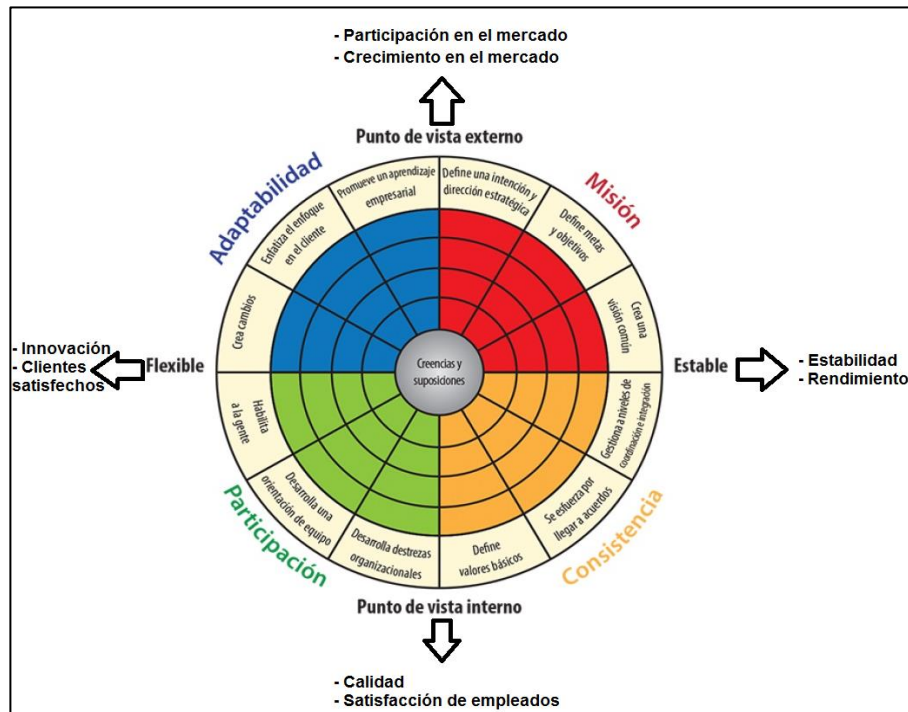 - Participación en el mercado
- Crecimiento en el mercado
Punto de vista externo
Adaptabilidad
Misión
Promueve un aprendizaje
empresarial
Define una intención y
dirección estratégica
Enfatiza el enfoque
en el cliente
Define metas
y objetivos
Crea cambios
Crea una
visión común
- Innovación
- Clientes
satisfechos
Flexible
Creencias y
suposiciones
Estable
- Estabilidad
- Rendimiento
Habilita
a la gente
Gestiona a niveles de
coordinación e integración
Desarrolla una
orientación de equipo
Se esfuerza por
llegar a acuerdos
Desarrolla destrezas
organizacionales
Define
valores básicos
Participación
Consistencia
Punto de vista interno
- Calidad
- Satisfacción de empleados